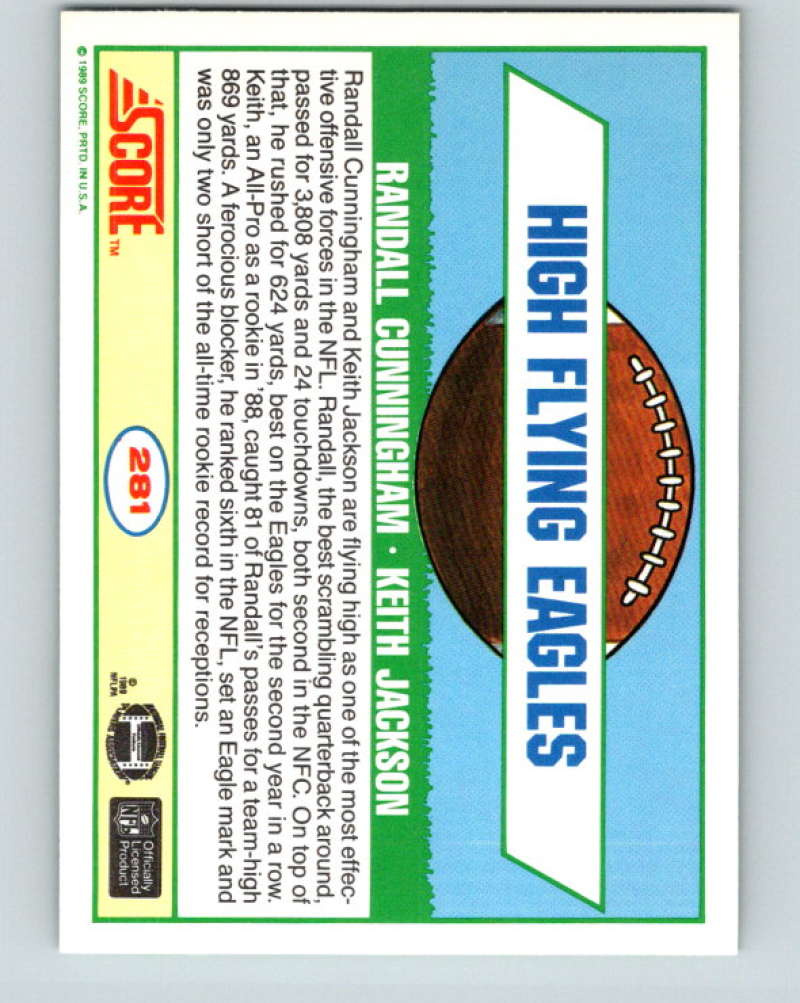 HIGH FLYING EAGLES
RANDALL CUNNINGHAM • KEITH JACKSON
Randall Cunningham and Keith Jackson are flying high as one of the most effec-
tive offensive forces in the NFL. Randall, the best scrambling quarterback around,
passed for 3,808 yards and 24 touchdowns, both second in the NFC. On top of
that, he rushed for 624 yards, best on the Eagles for the second year in a row.
Keith, an All-Pro as a rookie in '88, caught 81 of Randall's passes for a team-high
869 yards. A ferocious blocker, he ranked sixth in the NFL, set an Eagle mark and
was only two short of the all-time rookie record for receptions.
SCORE™
281
©
1989
NFLPA
NFL
Officially
Licensed
Product
© 1989 SCORE, PRTD. IN U.S.A.